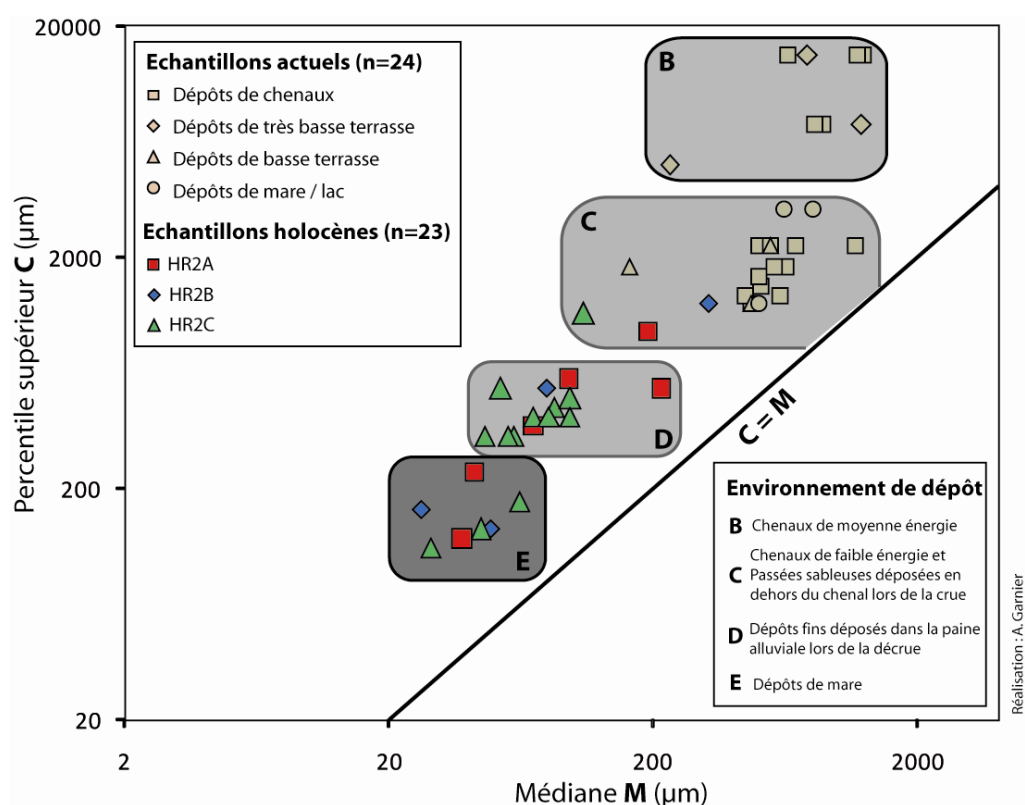 20000
2000
200
20
Percentile supérieur C (µm)
Echantillons actuels (n=24)
Dépôts de chenaux
Dépôts de très basse terrasse
Dépôts de basse terrasse
Dépôts de mare / lac
Echantillons holocènes (n=23)
HR2A
HR2B
HR2C
B
C
D
E
C = M
Environnement de dépôt
B Chenaux de moyenne énergie
Chenaux de faible énergie et
C Passées sableuses déposées en
dehors du chenal lors de la crue
D Dépôts fins déposés dans la paine
alluviale lors de la décrue
E Dépôts de mare
2
20
200
2000
Médiane M (µm)
Réalisation : A. Garnier